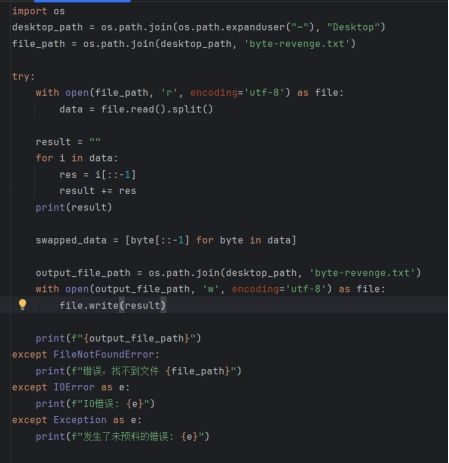 import os
desktop_path = os.path.join(os.path.expanduser("~"), "Desktop")
file_path = os.path.join(desktop_path, 'byte-revenge.txt')
try:
    with open(file_path, 'r', encoding='utf-8') as file:
        data = file.read().split()
    result = ""
    for i in data:
        res = i[::-1]
        result += res
    print(result)
    swapped_data = [byte[::-1] for byte in data]
    output_file_path = os.path.join(desktop_path, 'byte-revenge.txt')
    with open(output_file_path, 'w', encoding='utf-8') as file:
        file.write(result)
    print(f"{output_file_path}")
except FileNotFoundError:
    print(f"错误：找不到文件 {file_path}")
except IOError as e:
    print(f"IO错误: {e}")
except Exception as e:
    print(f"发生了未预料的错误: {e}")